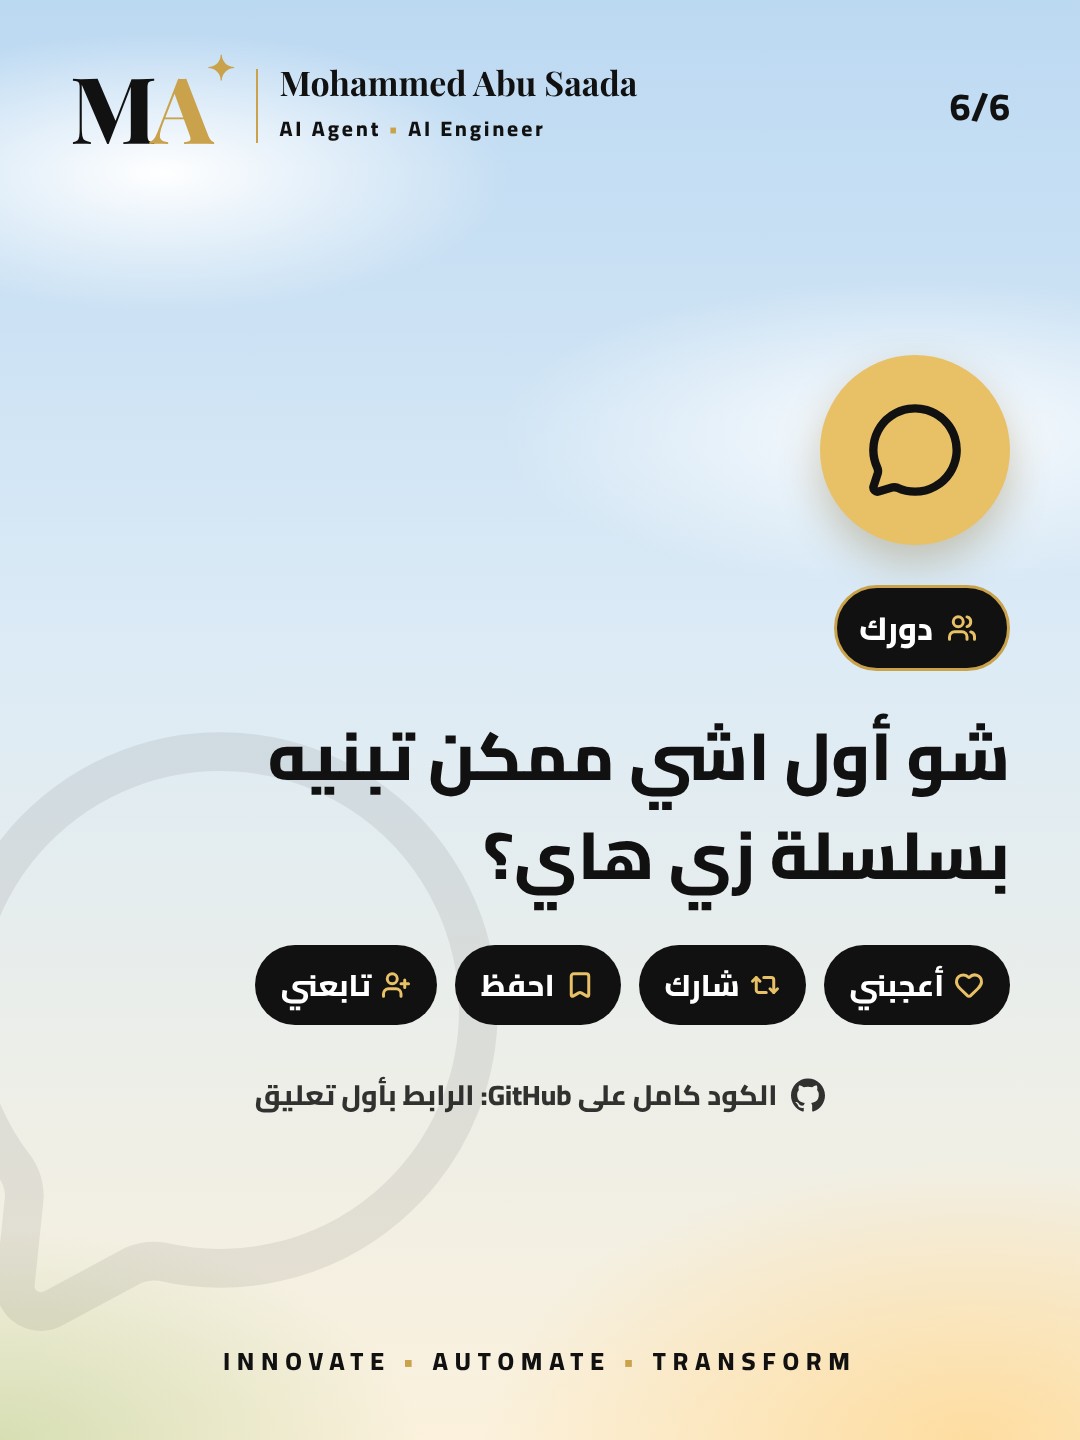 MA
Mohammed Abu Saada
AI Agent ▪ AI Engineer
6/6
دورك
شو أول اشي ممكن تبنيه
بسلسلة زي هاي؟
أعجبني
شارك
احفظ
تابعني
الكود كامل على GitHub: الرابط بأول تعليق
INNOVATE ▪ AUTOMATE ▪ TRANSFORM